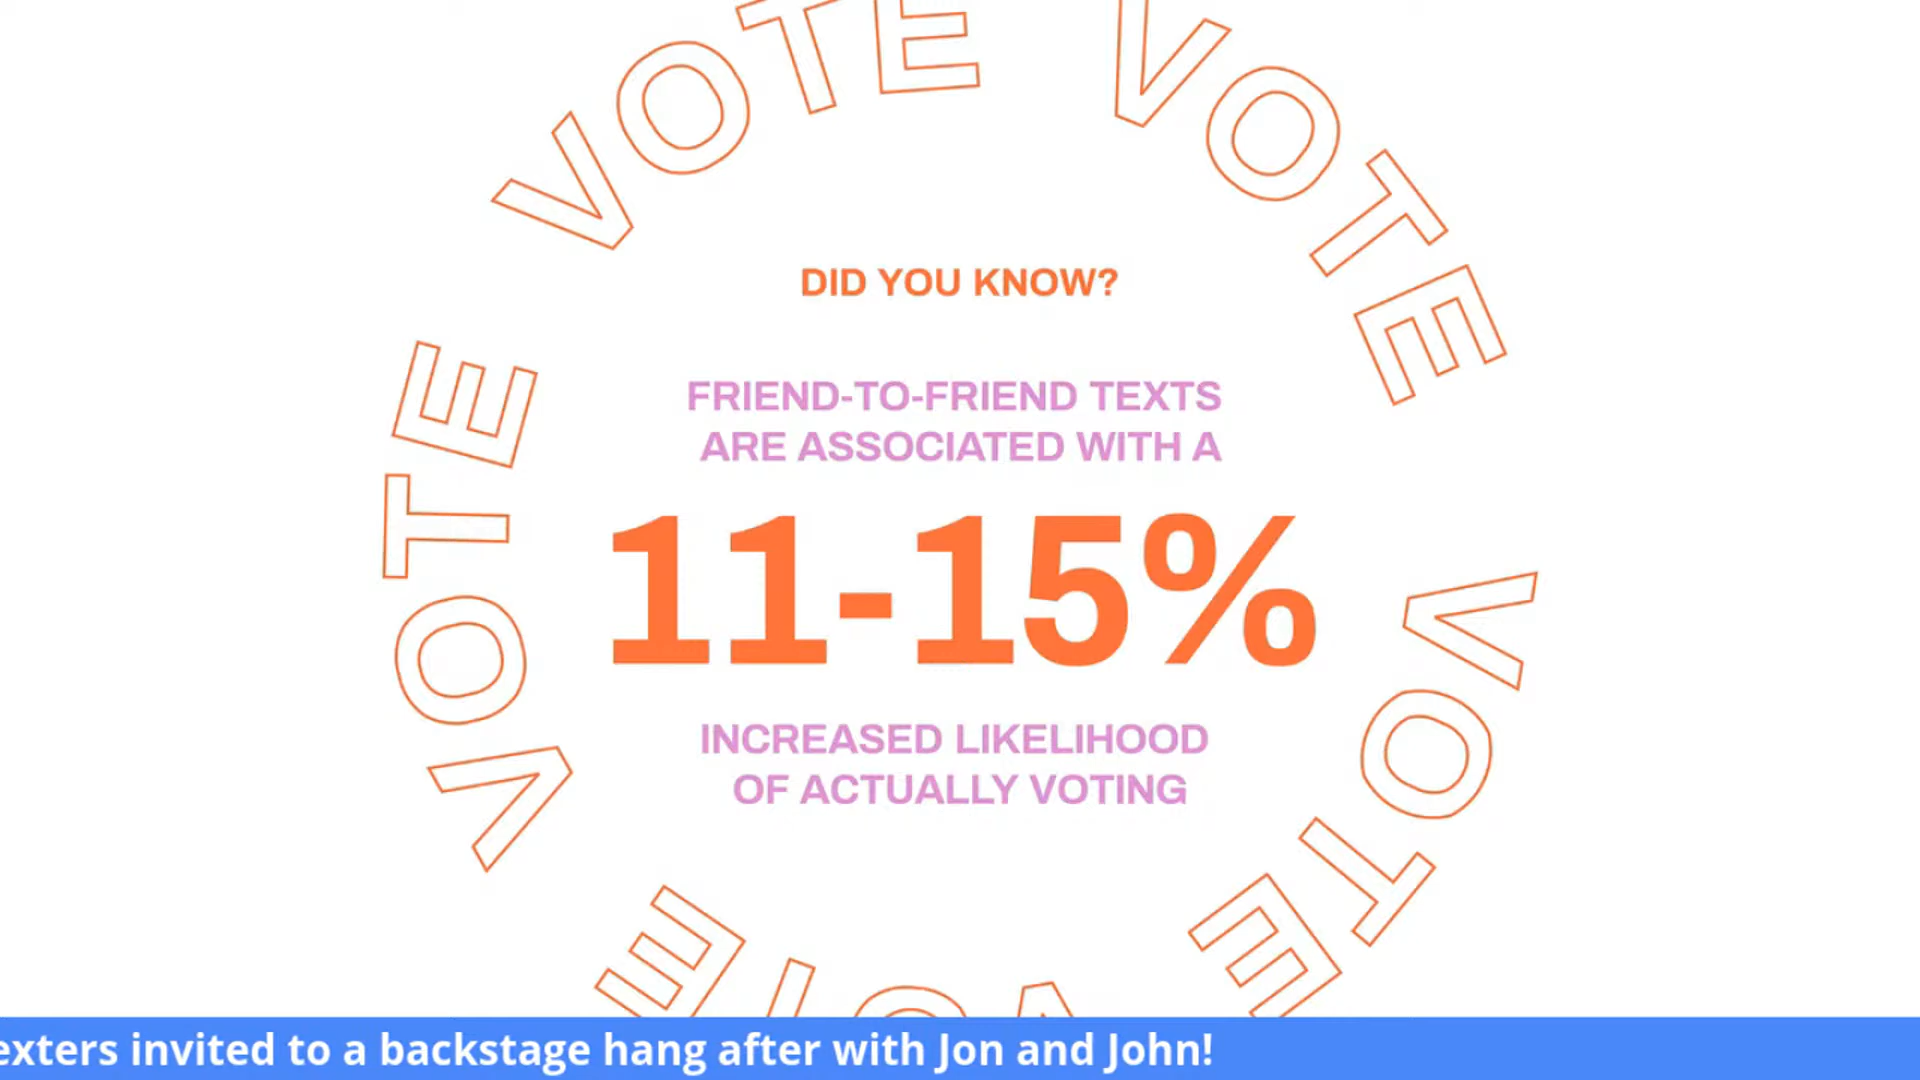 VOTE VOTE VOTE VOTE VOTE
DID YOU KNOW?
FRIEND-TO-FRIEND TEXTS
ARE ASSOCIATED WITH A
11-15%
INCREASED LIKELIHOOD
OF ACTUALLY VOTING
exters invited to a backstage hang after with Jon and John!